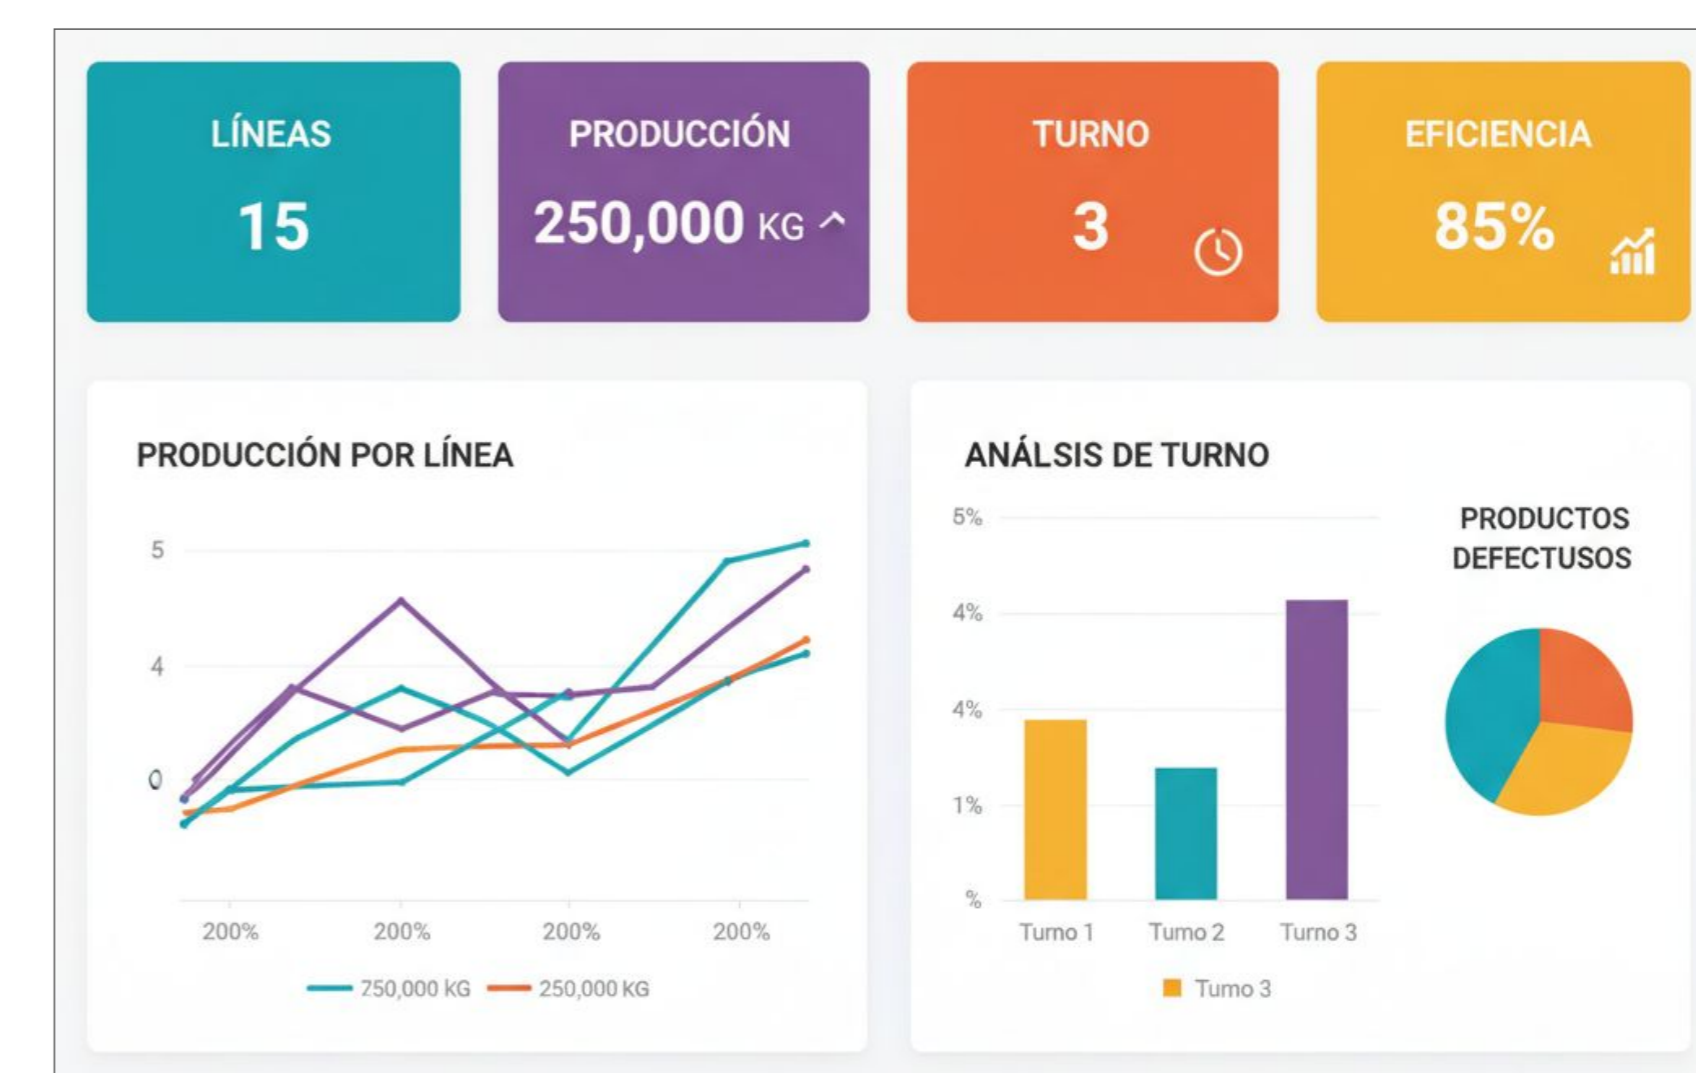 LÍNEAS
15
PRODUCCIÓN
250,000 KG
TURNO
3
EFICIENCIA
85%
PRODUCCIÓN POR LÍNEA
5
4
0
200% 200% 200% 200%
750,000 KG 250,000 KG
ANÁLSIS DE TURNO
5%
4%
4%
1%
%
Turno 1 Turno 2 Turno 3
Turno 3
PRODUCTOS
DEFECTUSOS